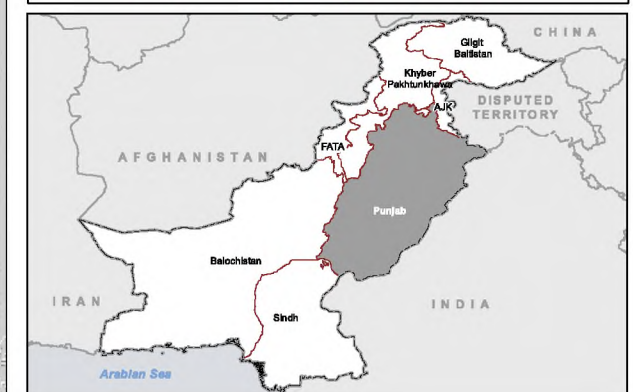 CHINA
Gilgit
Baltistan
Khyber
Pakhtunkhawa
AJK
DISPUTED
TERRITORY
FATA
AFGHANISTAN
Punjab
Balochistan
IRAN
INDIA
Sindh
Arabian Sea